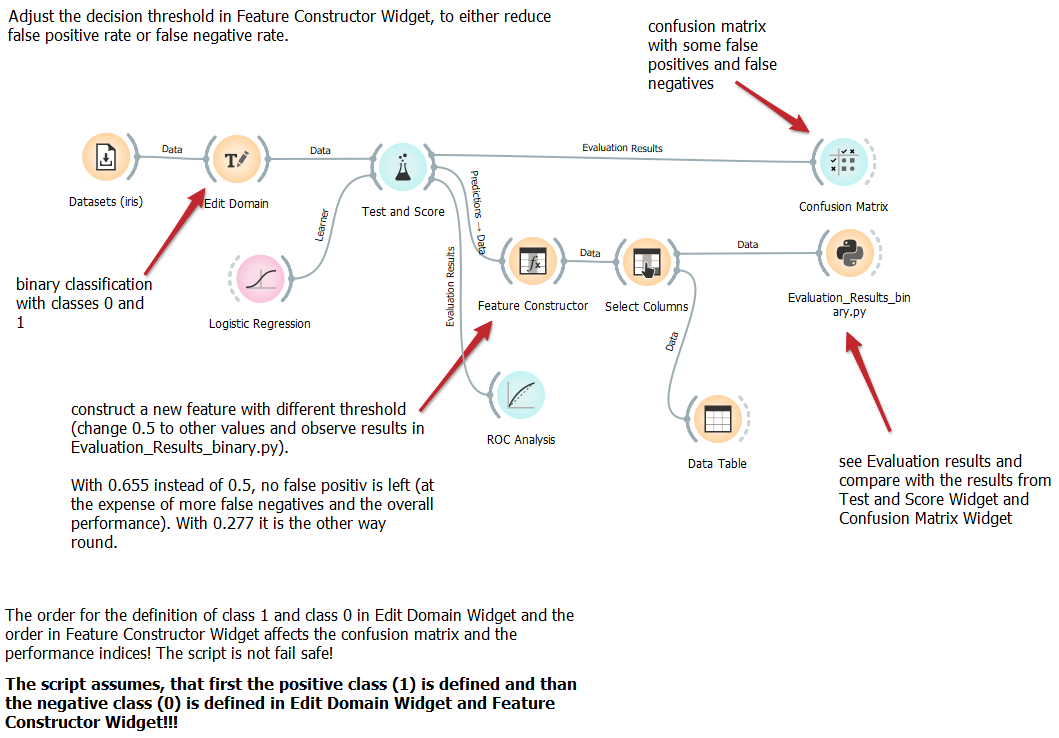 Adjust the decision threshold in Feature Constructor Widget, to either reduce
false positive rate or false negative rate.
confusion matrix
with some false
positives and false
negatives
Data
Data
Evaluation Results
Datasets (iris)
Edit Domain
Test and Score
Confusion Matrix
Learner
Predictions → Data
Evaluation Results
Data
Data
binary classification
with classes 0 and
1
Logistic Regression
Feature Constructor
Select Columns
Evaluation_Results_bin
ary.py
Data
construct a new feature with different threshold
(change 0.5 to other values and observe results in
Evaluation_Results_binary.py).
With 0.655 instead of 0.5, no false positiv is left (at
the expense of more false negatives and the overall
performance). With 0.277 it is the other way
round.
ROC Analysis
Data Table
see Evaluation results and
compare with the results from
Test and Score Widget and
Confusion Matrix Widget
The order for the definition of class 1 and class 0 in Edit Domain Widget and the
order in Feature Constructor Widget affects the confusion matrix and the
performance indices! The script is not fail safe!
The script assumes, that first the positive class (1) is defined and than
the negative class (0) is defined in Edit Domain Widget and Feature
Constructor Widget!!!